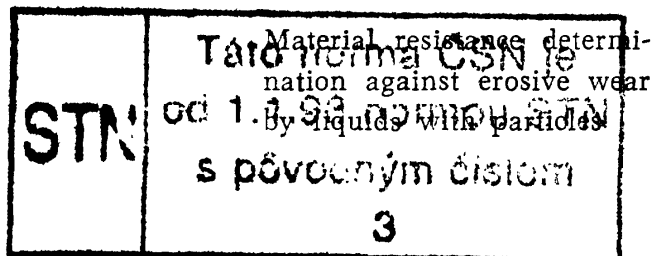 STN
Táto norma ČSN je
od 1.1.93 normou STN
s pôvodným číslom
3
Material resistance determi-
nation against erosive wear
by liquids with particles